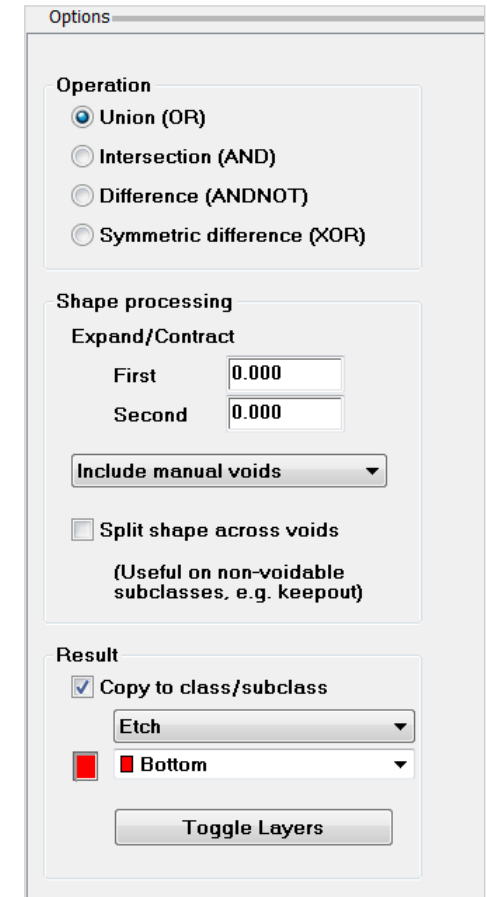 Options
Operation
Union (OR)
Intersection (AND)
Difference (ANDNOT)
Symmetric difference (XOR)
Shape processing
Expand/Contract
First 0.000
Second 0.000
Include manual voids
Split shape across voids
(Useful on non-voidable
subclasses, e.g. keepout)
Result
Copy to class/subclass
Etch
Bottom
Toggle Layers